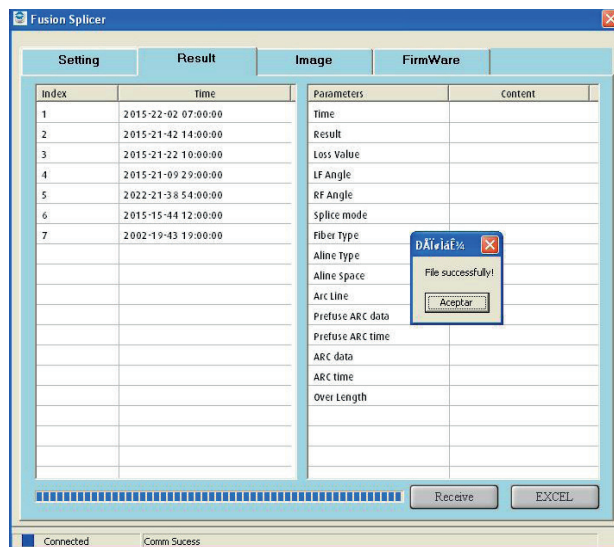 Fusion Splicer
Setting Result Image FirmWare
Index Time
1 2015-22-02 07:00:00
2 2015-21-42 14:00:00
3 2015-21-22 10:00:00
4 2015-21-09 29:00:00
5 2022-21-38 54:00:00
6 2015-15-44 12:00:00
7 2002-19-43 19:00:00
Parameters Content
Time
Result
Loss Value
LF Angle
RF Angle
Splice mode
Fiber Type
Aline Type
Aline Space
Arc Line
Prefuse ARC data
Prefuse ARC time
ARC data
ARC time
Over Length
File successfully!
Aceptar
Receive EXCEL
Connected Comm Sucess